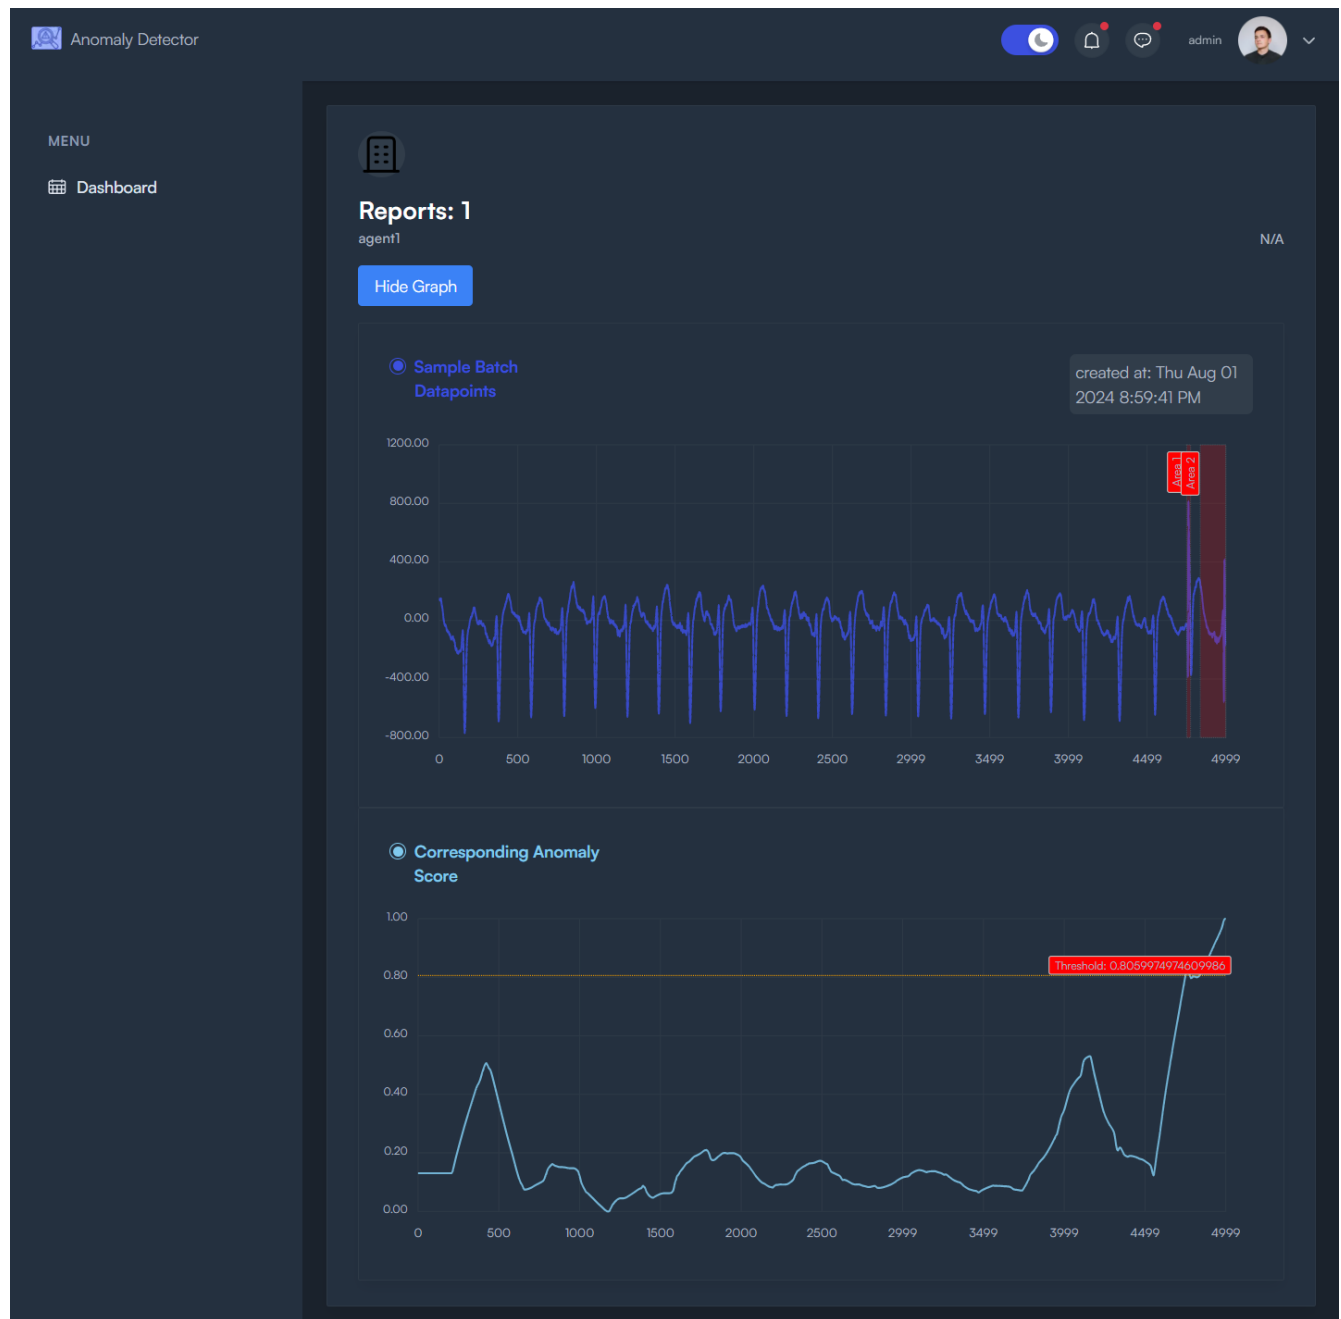 Anomaly Detector
admin
MENU
Dashboard
Reports: 1
agent1
N/A
Hide Graph
Sample Batch
Datapoints
created at: Thu Aug 01
2024 8:59:41 PM
1200.00
Area 1
Area 2
800.00
400.00
0.00
-400.00
-800.00
0 500 1000 1500 2000 2500 2999 3499 3999 4499 4999
Corresponding Anomaly
Score
1.00
Threshold: 0.8059974974609986
0.80
0.60
0.40
0.20
0.00
0 500 1000 1500 2000 2500 2999 3499 3999 4499 4999